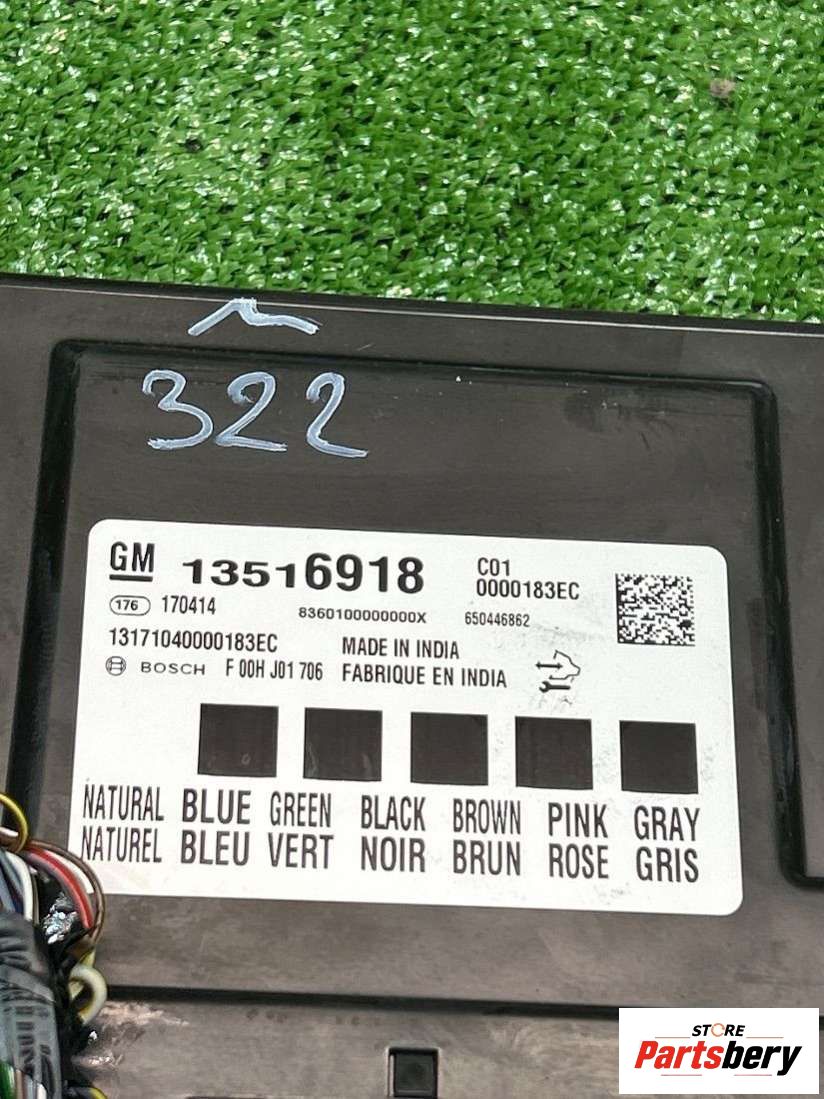 322
GM 13516918 C01
0000183EC
176 170414 8360100000000X 650446862
13171040000183EC MADE IN INDIA
BOSCH F 00H J01 706 FABRIQUE EN INDIA
NATURAL BLUE GREEN BLACK BROWN PINK GRAY
NATUREL BLEU VERT NOIR BRUN ROSE GRIS
STORE
Partsbery